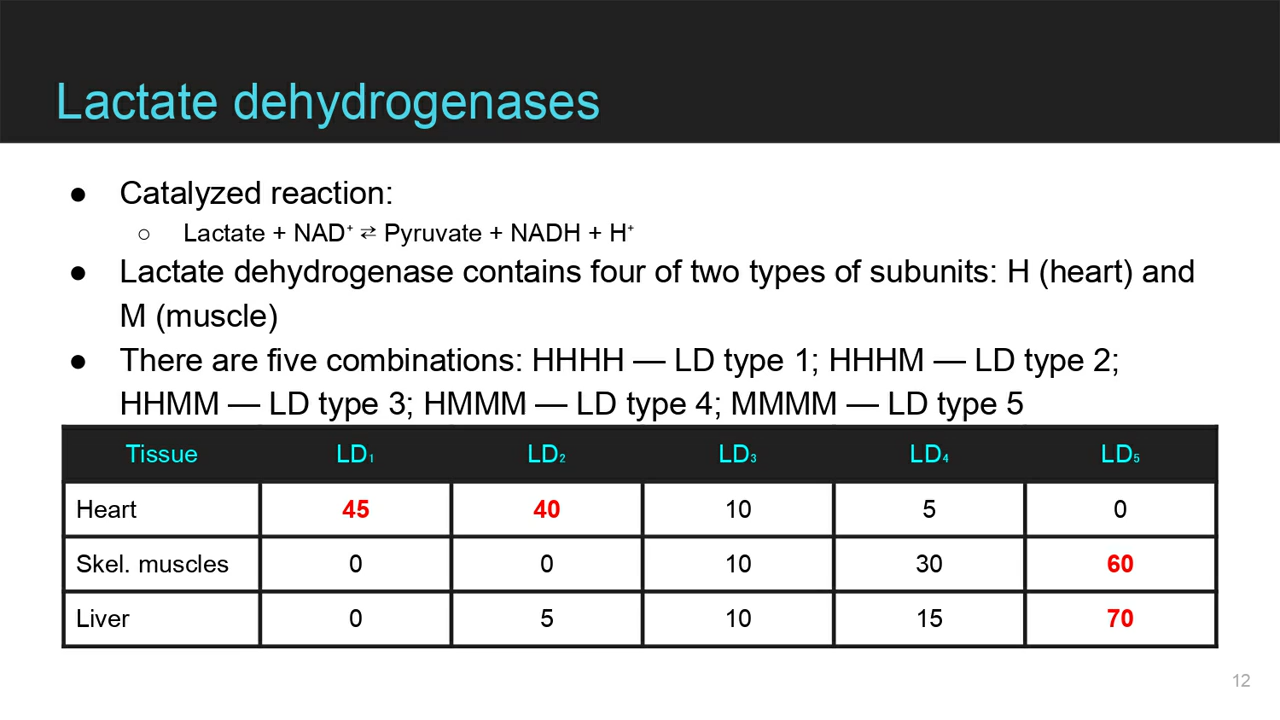 Lactate dehydrogenases
● Catalyzed reaction:
○ Lactate + NAD⁺ ⇄ Pyruvate + NADH + H⁺
● Lactate dehydrogenase contains four of two types of subunits: H (heart) and
M (muscle)
● There are five combinations: HHHH — LD type 1; HHHM — LD type 2;
HHMM — LD type 3; HMMM — LD type 4; MMMM — LD type 5
Tissue LD₁ LD₂ LD₃ LD₄ LD₅
Heart 45 40 10 5 0
Skel. muscles 0 0 10 30 60
Liver 0 5 10 15 70
12